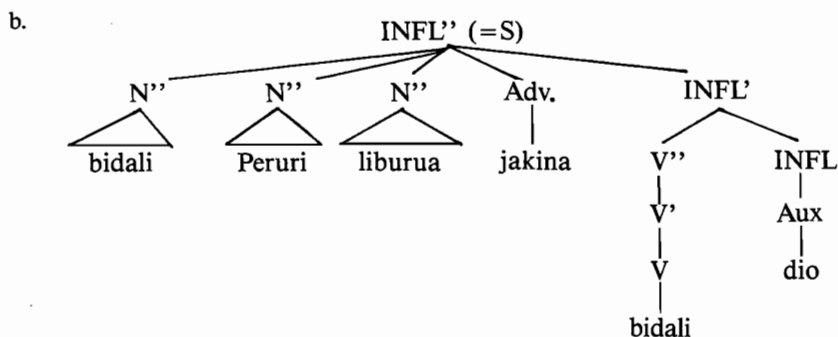 b.
INFL’’ (=S)
N’’ N’’ N’’ Adv. INFL’
bidali Peruri liburua jakina V’’ INFL
V’ Aux
V dio
bidali